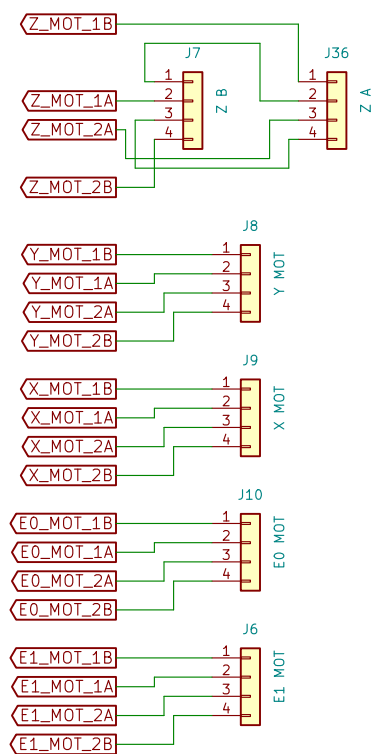 Z_MOT_1B
J7 J36
1 1
Z_MOT_1A 2 Z B 2 Z A
Z_MOT_2A 3 3
4 4
Z_MOT_2B
J8
Y_MOT_1B 1
Y_MOT_1A 2 Y MOT
Y_MOT_2A 3
Y_MOT_2B 4
J9
X_MOT_1B 1
X_MOT_1A 2 X MOT
X_MOT_2A 3
X_MOT_2B 4
J10
E0_MOT_1B 1
E0_MOT_1A 2 E0 MOT
E0_MOT_2A 3
E0_MOT_2B 4
J6
E1_MOT_1B 1
E1_MOT_1A 2 E1 MOT
E1_MOT_2A 3
E1_MOT_2B 4